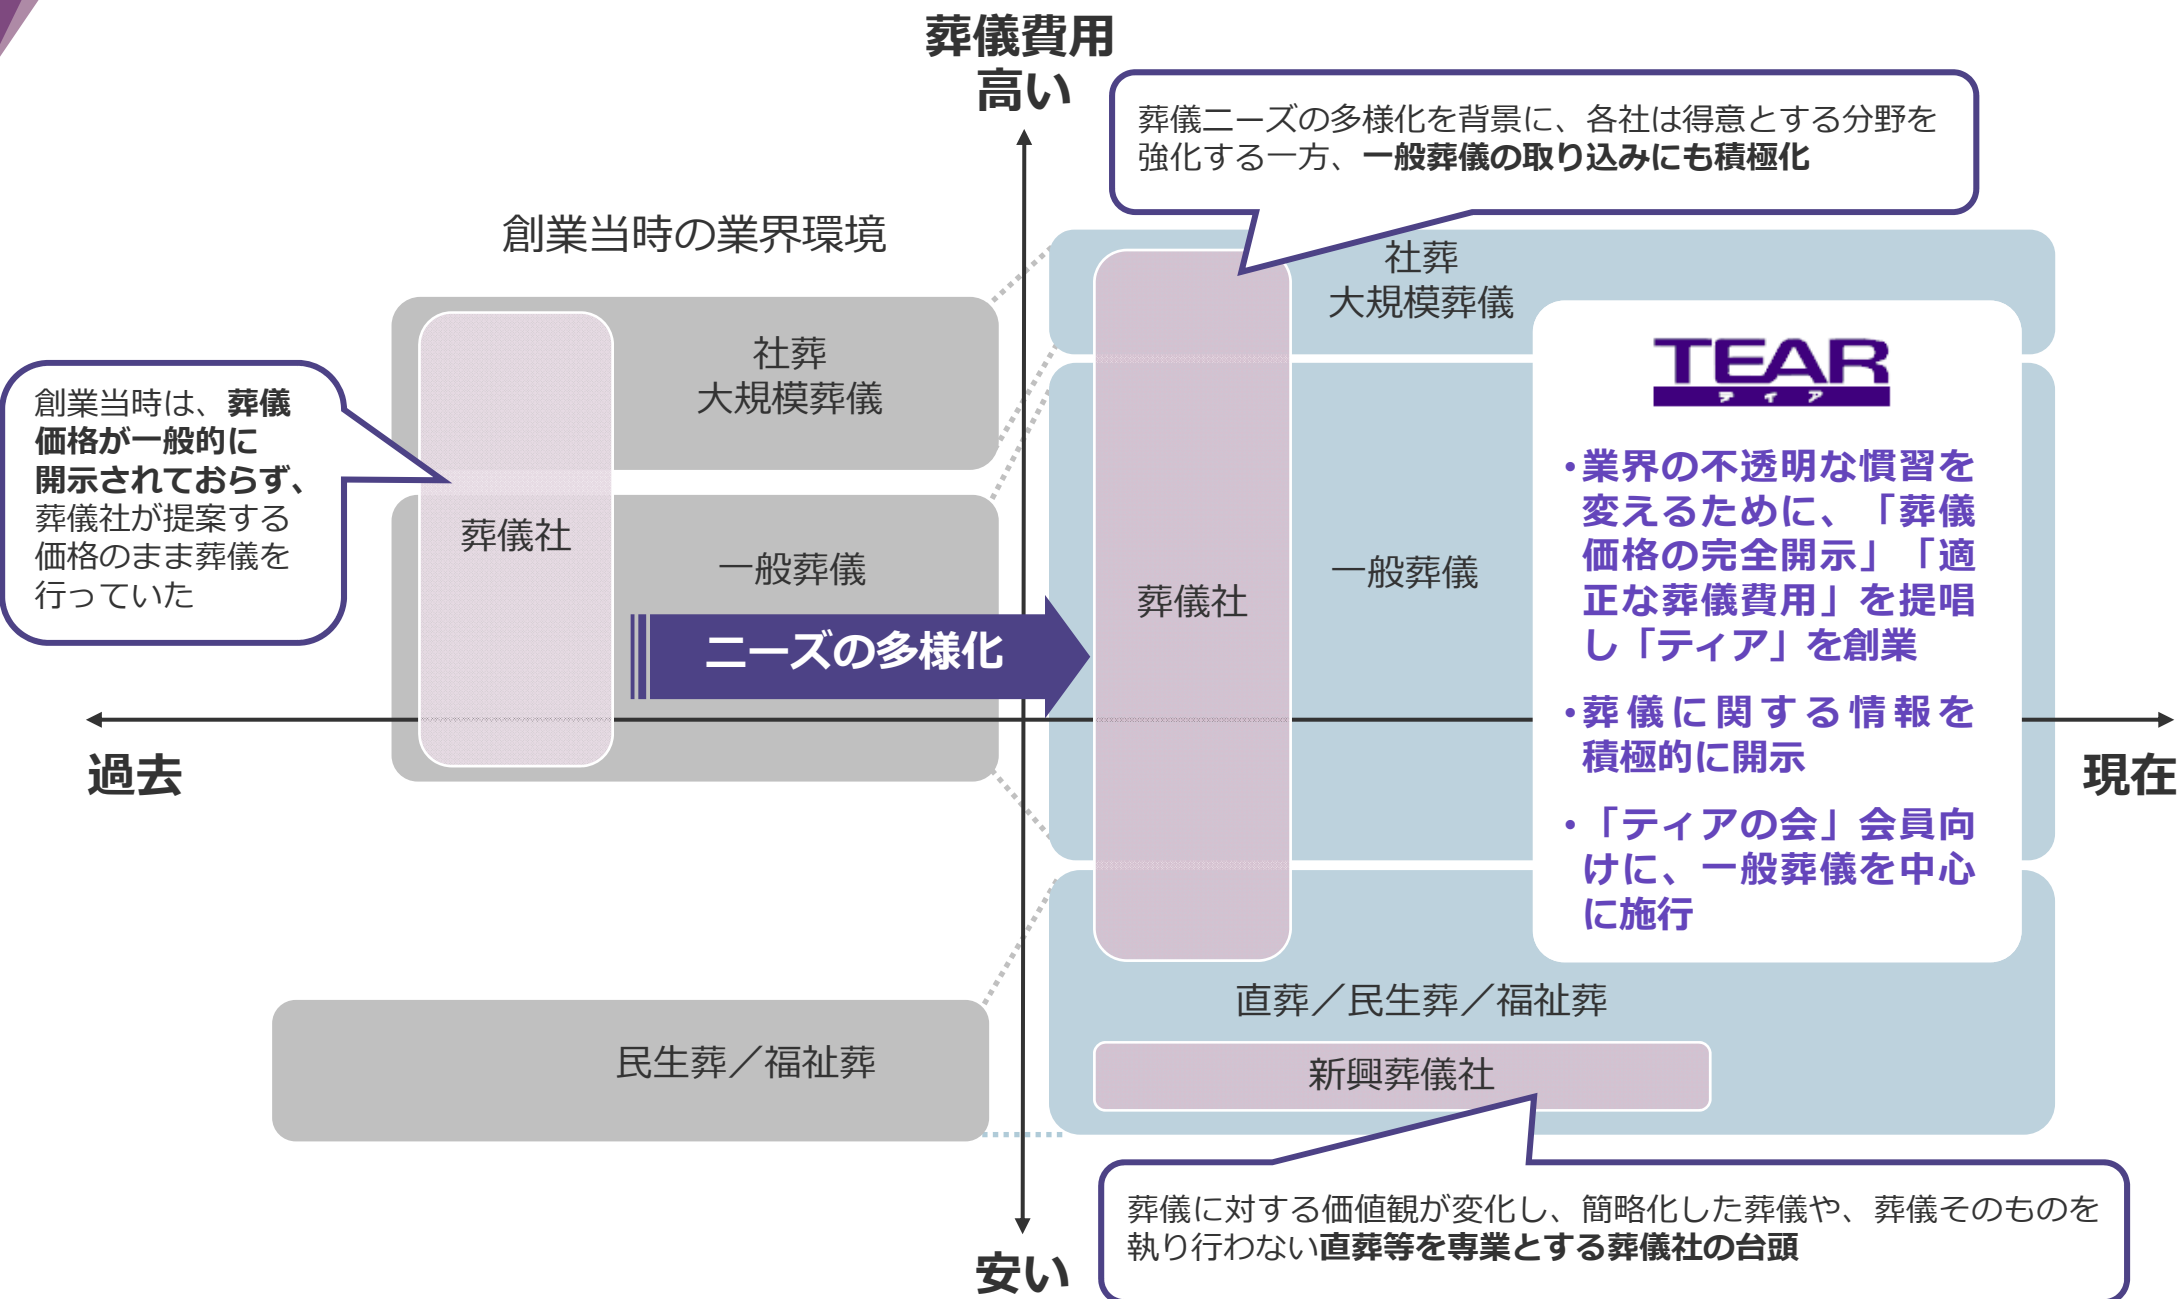 葬儀費用
高い
葬儀ニーズの多様化を背景に、各社は得意とする分野を
強化する一方、一般葬儀の取り込みにも積極化
創業当時の業界環境
社葬
大規模葬儀
社葬
大規模葬儀
創業当時は、葬儀
価格が一般的に
開示されておらず、
葬儀社が提案する
価格のまま葬儀を
行っていた
葬儀社
一般葬儀
ニーズの多様化
葬儀社
一般葬儀
TEAR
ティア
・業界の不透明な慣習を
変えるために、「葬儀
価格の完全開示」「適
正な葬儀費用」を提唱
し「ティア」を創業
・葬儀に関する情報を
積極的に開示
・「ティアの会」会員向
けに、一般葬儀を中心
に施行
過去
現在
民生葬／福祉葬
直葬／民生葬／福祉葬
新興葬儀社
葬儀に対する価値観が変化し、簡略化した葬儀や、葬儀そのものを
執り行わない直葬等を専業とする葬儀社の台頭
安い